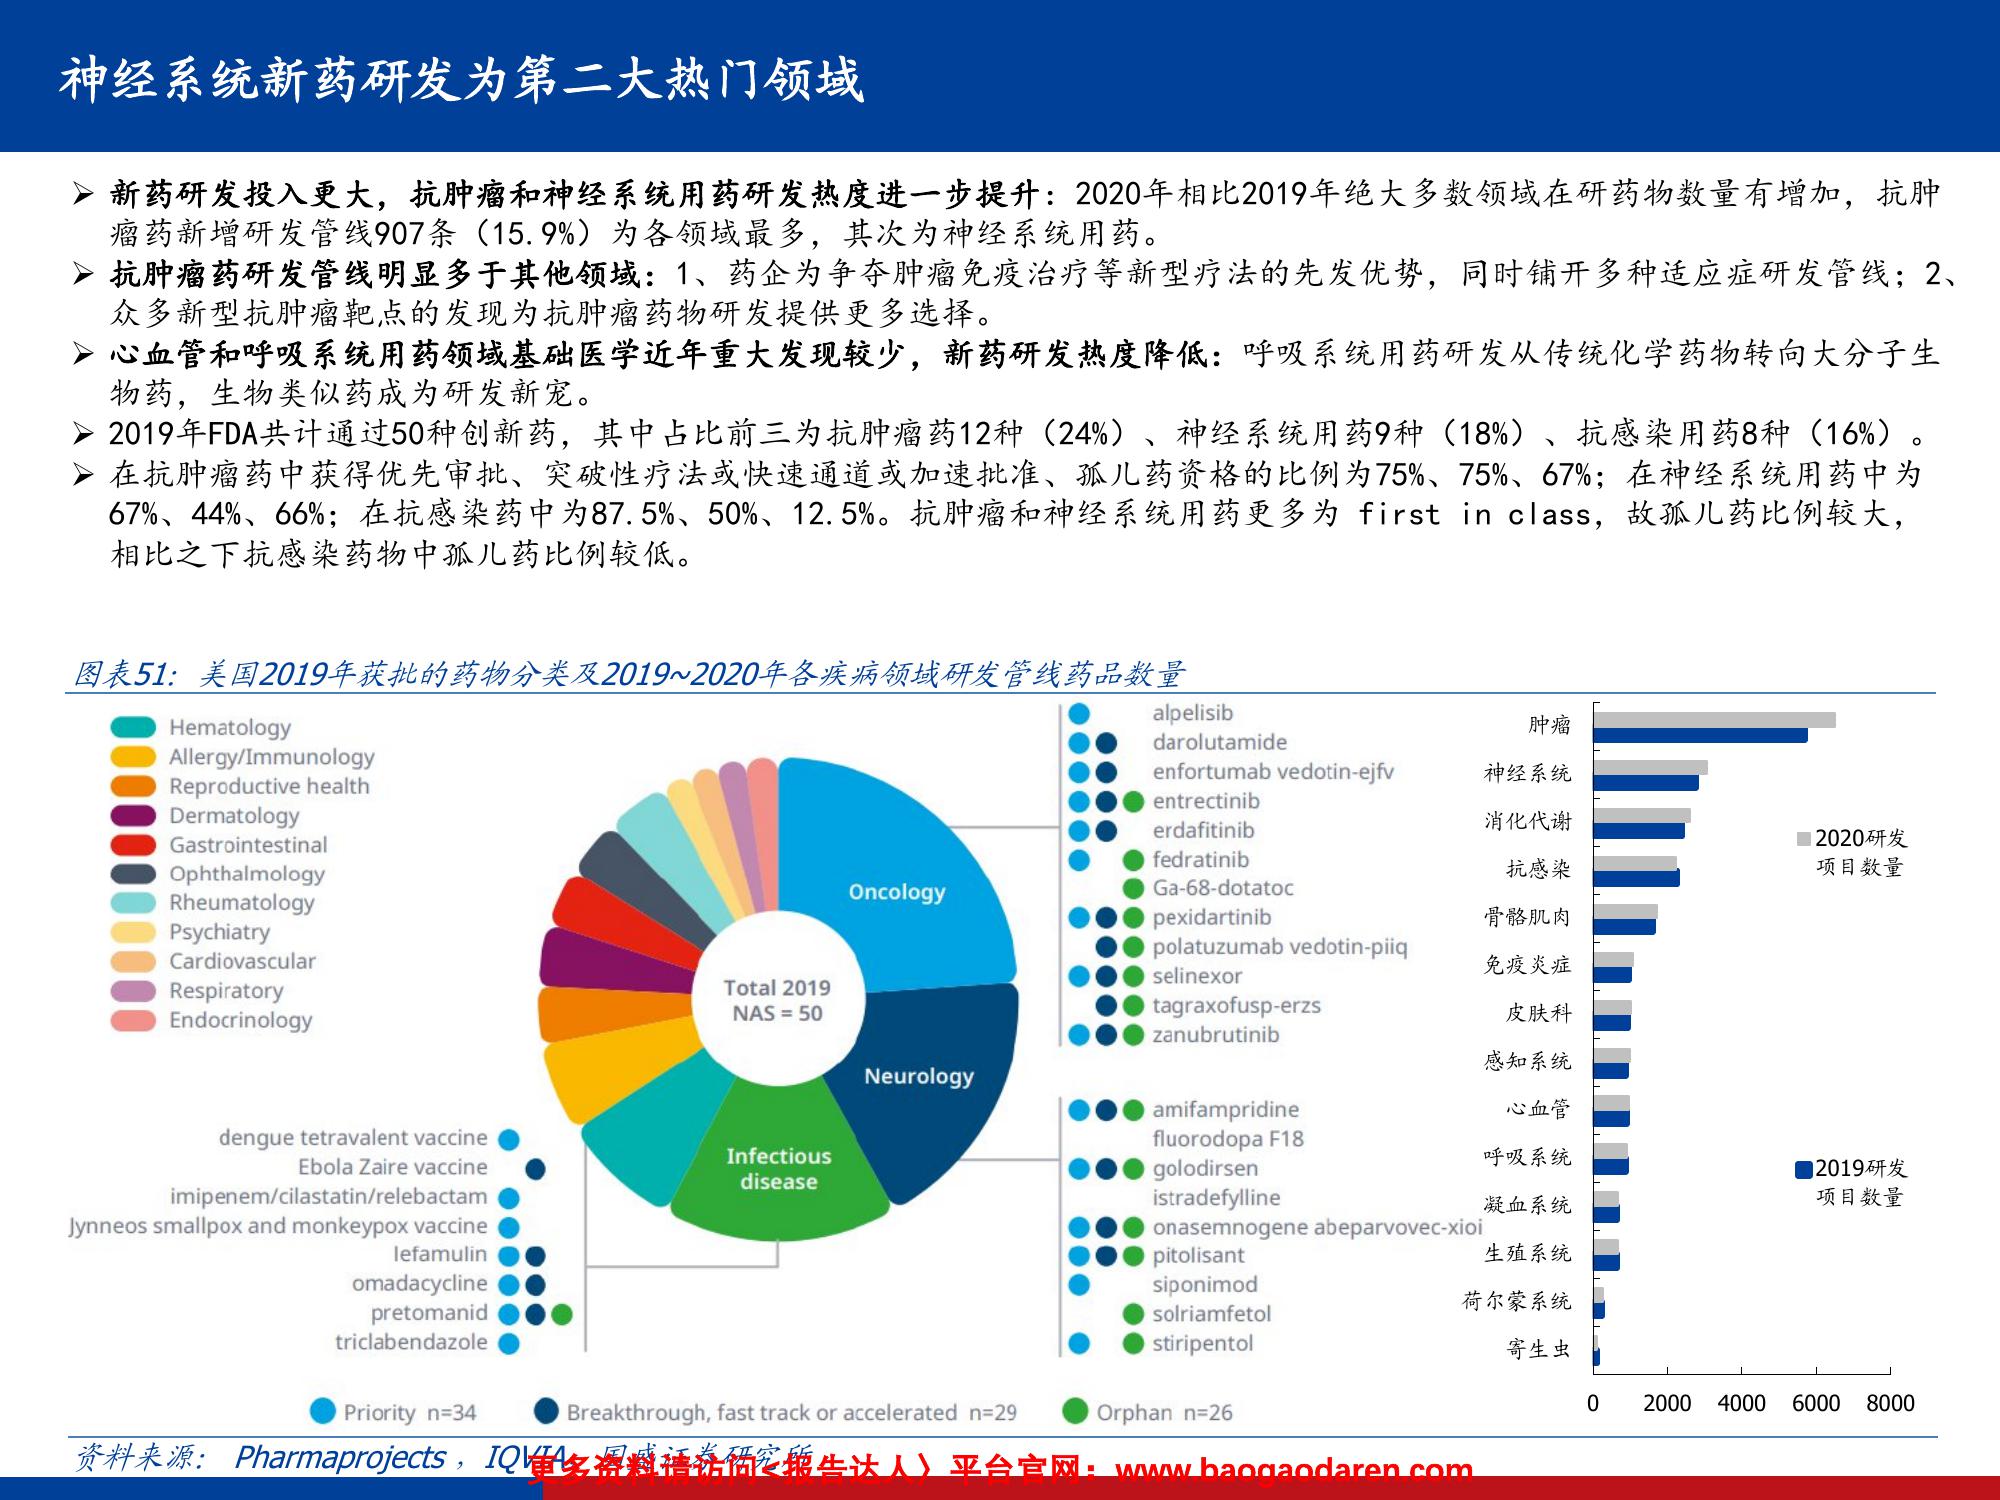 神经系统新药研发为第二大热门领域
➢ 新药研发投入更大，抗肿瘤和神经系统用药研发热度进一步提升：2020年相比2019年绝大多数领域在研药物数量有增加，抗肿
瘤药新增研发管线907条（15.9%）为各领域最多，其次为神经系统用药。
➢ 抗肿瘤药研发管线明显多于其他领域：1、药企为争夺肿瘤免疫治疗等新型疗法的先发优势，同时铺开多种适应症研发管线；2、
众多新型抗肿瘤靶点的发现为抗肿瘤药物研发提供更多选择。
➢ 心血管和呼吸系统用药领域基础医学近年重大发现较少，新药研发热度降低：呼吸系统用药研发从传统化学药物转向大分子生
物药，生物类似药成为研发新宠。
➢ 2019年FDA共计通过50种创新药，其中占比前三为抗肿瘤药12种（24%）、神经系统用药9种（18%）、抗感染用药8种（16%）。
➢ 在抗肿瘤药中获得优先审批、突破性疗法或快速通道或加速批准、孤儿药资格的比例为75%、75%、67%；在神经系统用药中为
67%、44%、66%；在抗感染药中为87.5%、50%、12.5%。抗肿瘤和神经系统用药更多为 first in class，故孤儿药比例较大，
相比之下抗感染药物中孤儿药比例较低。
图表51：美国2019年获批的药物分类及2019~2020年各疾病领域研发管线药品数量
Hematology
Allergy/Immunology
Reproductive health
Dermatology
Gastrointestinal
Ophthalmology
Rheumatology
Psychiatry
Cardiovascular
Respiratory
Endocrinology
Oncology
Total 2019
NAS = 50
Neurology
Infectious
disease
alpelisib
darolutamide
enfortumab vedotin-ejfv
entrectinib
erdafitinib
fedratinib
Ga-68-dotatoc
pexidartinib
polatuzumab vedotin-piiq
selinexor
tagraxofusp-erzs
zanubrutinib
amifampridine
fluorodopa F18
golodirsen
istradefylline
onasemnogene abeparvovec-xioi
pitolisant
siponimod
solriamfetol
stiripentol
dengue tetravalent vaccine
Ebola Zaire vaccine
imipenem/cilastatin/relebactam
Jynneos smallpox and monkeypox vaccine
lefamulin
omadacycline
pretomanid
triclabendazole
Priority n=34
Breakthrough, fast track or accelerated n=29
Orphan n=26
肿瘤
神经系统
消化代谢
抗感染
骨骼肌肉
免疫炎症
皮肤科
感知系统
心血管
呼吸系统
凝血系统
生殖系统
荷尔蒙系统
寄生虫
2020研发
项目数量
2019研发
项目数量
0 2000 4000 6000 8000
资料来源： Pharmaprojects ，IQVIA，国盛证券研究所
更多资料请访问<报告达人〉平台官网：www.baogaodaren.com